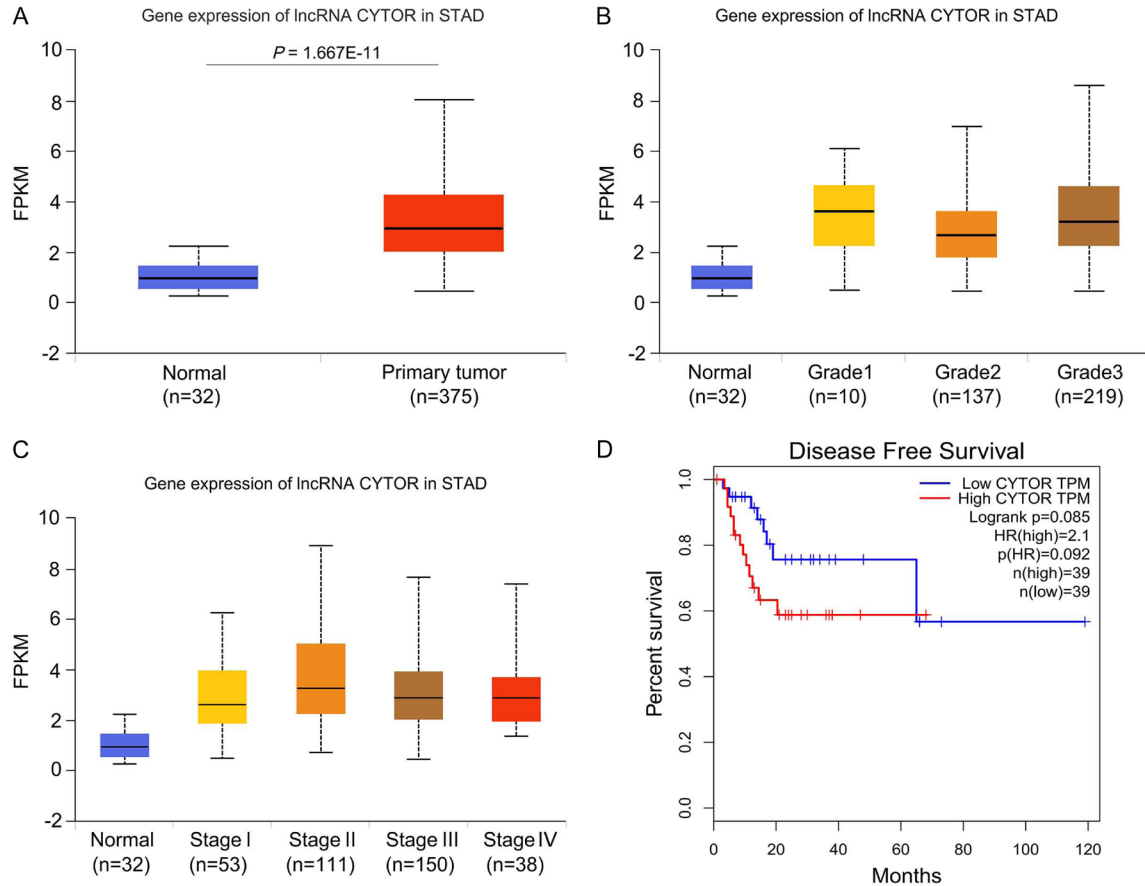 A
Gene expression of lncRNA CYTOR in STAD
P = 1.667E-11
FPKM
10
8
6
4
2
0
-2
Normal
(n=32)
Primary tumor
(n=375)
B
Gene expression of lncRNA CYTOR in STAD
FPKM
10
8
6
4
2
0
-2
Normal
(n=32)
Grade1
(n=10)
Grade2
(n=137)
Grade3
(n=219)
C
Gene expression of lncRNA CYTOR in STAD
FPKM
10
8
6
4
2
0
-2
Normal
(n=32)
Stage I
(n=53)
Stage II
(n=111)
Stage III
(n=150)
Stage IV
(n=38)
D
Disease Free Survival
Low CYTOR TPM
High CYTOR TPM
Logrank p=0.085
HR(high)=2.1
p(HR)=0.092
n(high)=39
n(low)=39
Percent survival
1.0
0.8
0.6
0.4
0.2
0.0
0 20 40 60 80 100 120
Months